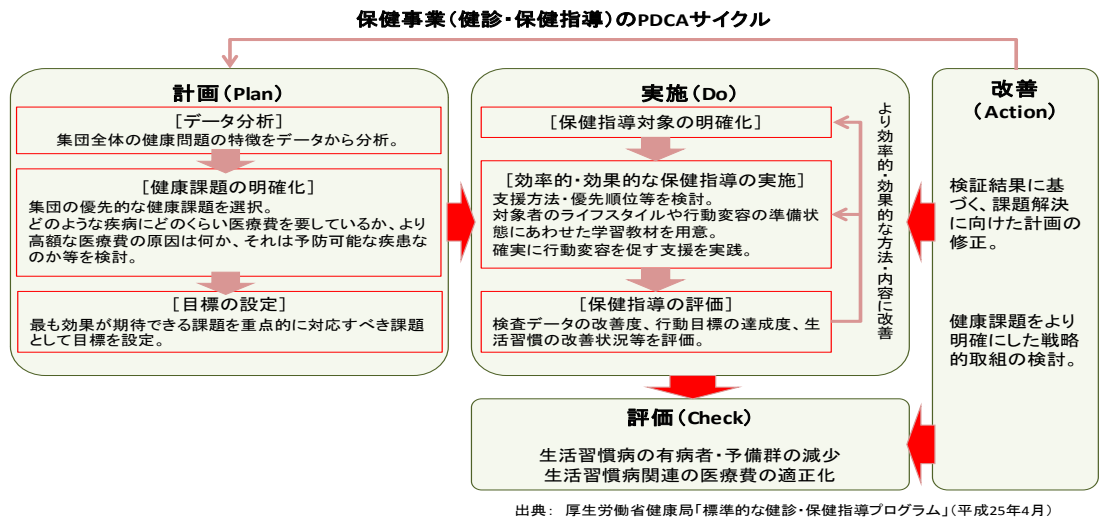 保健事業（健診・保健指導）のPDCAサイクル
計画（Plan）
［データ分析］
集団全体の健康問題の特徴をデータから分析。
［健康課題の明確化］
集団の優先的な健康課題を選択。
どのような疾病にどのくらい医療費を要しているか、より
高額な医療費の原因は何か、それは予防可能な疾患な
のか等を検討。
［目標の設定］
最も効果が期待できる課題を重点的に対応すべき課題
として目標を設定。
実施（Do）
［保健指導対象の明確化］
［効率的・効果的な保健指導の実施］
支援方法・優先順位等を検討。
対象者のライフスタイルや行動変容の準備状
態にあわせた学習教材を用意。
確実に行動変容を促す支援を実践。
［保健指導の評価］
検査データの改善度、行動目標の達成度、生
活習慣の改善状況等を評価。
より効率的・効果的な方法・内容に改善
改善
（Action）
検証結果に基
づく、課題解決
に向けた計画の
修正。
健康課題をより
明確にした戦略
的取組の検討。
評価（Check）
生活習慣病の有病者・予備群の減少
生活習慣病関連の医療費の適正化
出典： 厚生労働省健康局「標準的な健診・保健指導プログラム」（平成25年4月）